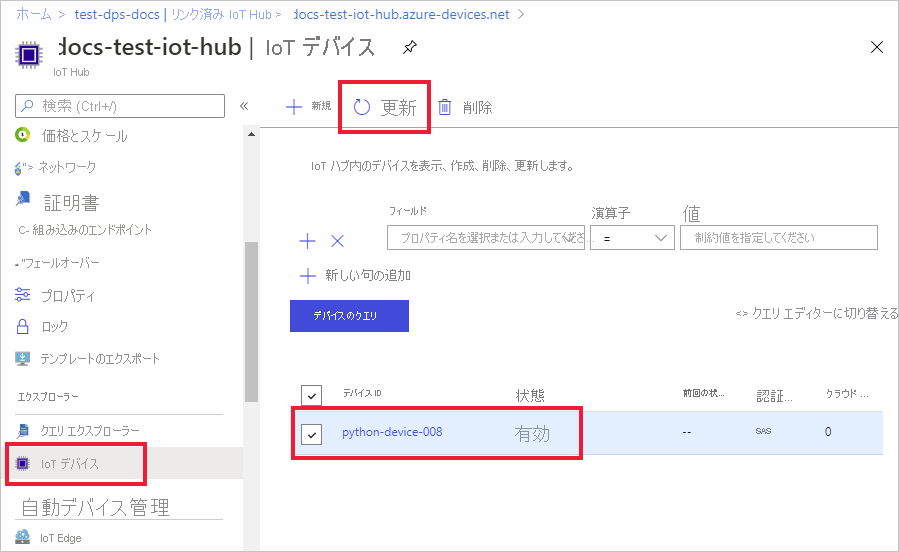 ホーム > test-dps-docs | リンク済み IoT Hub > docs-test-iot-hub.azure-devices.net >
docs-test-iot-hub | IoT デバイス
IoT Hub
検索 (Ctrl+/)
«
価格とスケール
ネットワーク
証明書
C- 組み込みのエンドポイント
フェールオーバー
プロパティ
ロック
テンプレートのエクスポート
エクスプローラー
クエリ エクスプローラー
IoT デバイス
自動デバイス管理
IoT Edge
新規
更新
削除
IoT ハブ内のデバイスを表示、作成、削除、更新します。
フィールド 演算子 値
プロパティ名を選択または入力してくださ... = 制約値を指定してください
新しい句の追加
デバイスのクエリ
<> クエリ エディターに切り替える
デバイス ID 状態 前回の状... 認証... クラウド ...
python-device-008 有効 -- SAS 0